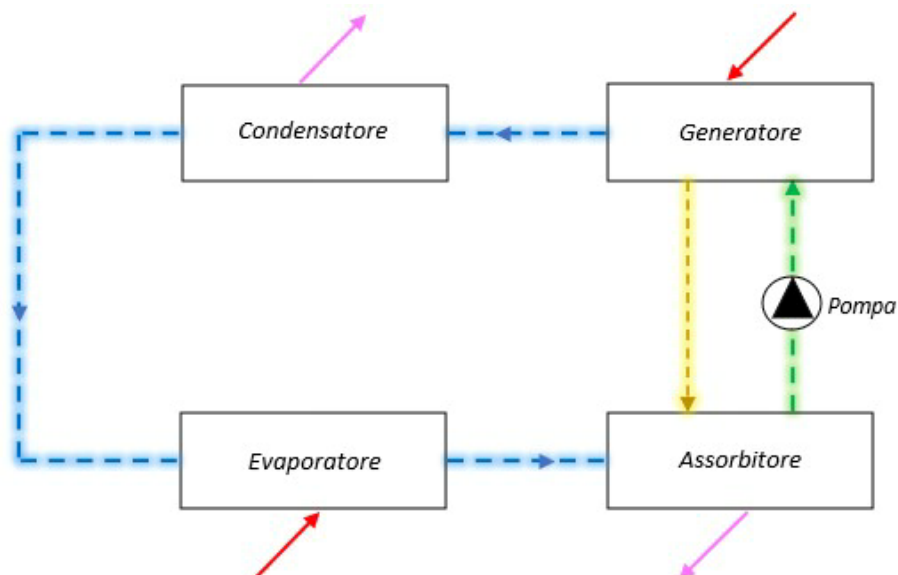 Condensatore
Generatore
Pompa
Evaporatore
Assorbitore